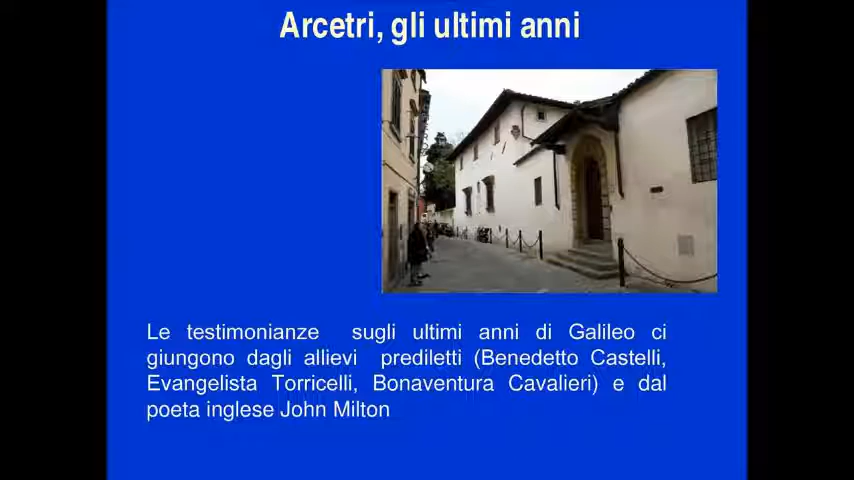 Arcetri, gli ultimi anni
Le testimonianze sugli ultimi anni di Galileo ci
giungono dagli allievi prediletti (Benedetto Castelli,
Evangelista Torricelli, Bonaventura Cavalieri) e dal
poeta inglese John Milton